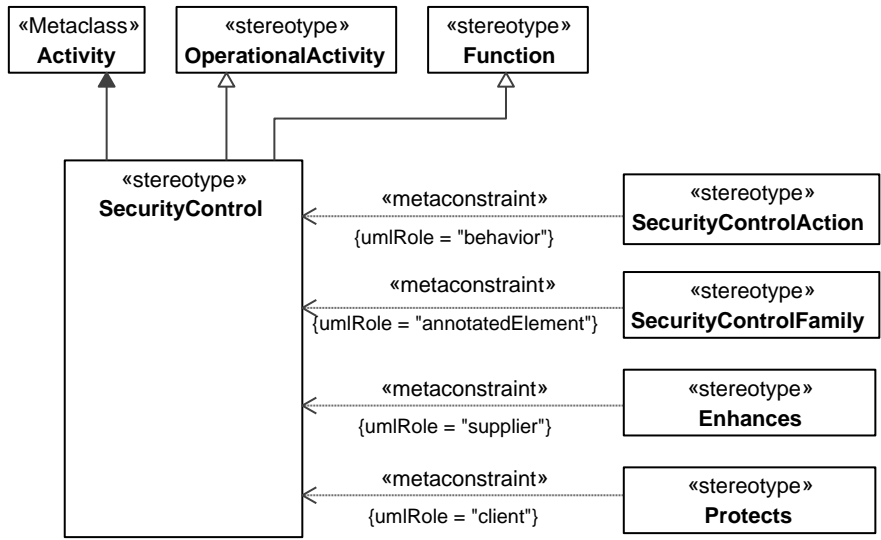 «Metaclass»
Activity
«stereotype»
OperationalActivity
«stereotype»
Function
«stereotype»
SecurityControl
«metaconstraint»
{umlRole = "behavior"}
«stereotype»
SecurityControlAction
«metaconstraint»
{umlRole = "annotatedElement"}
«stereotype»
SecurityControlFamily
«metaconstraint»
{umlRole = "supplier"}
«stereotype»
Enhances
«metaconstraint»
{umlRole = "client"}
«stereotype»
Protects